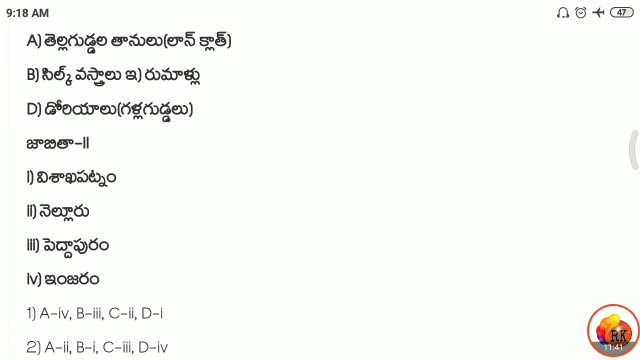 9:18 AM
47
A) తెల్లగుడ్డల తానులు(లాన్ క్లాత్)
B) సిల్క్ వస్త్రాలు ఇ) రుమాళ్లు
D) డోరియాలు(గళ్లగుడ్డలు)
జాబితా-II
i) విశాఖపట్నం
ii) నెల్లూరు
iii) పెద్దాపురం
iv) ఇంజరం
1) A-iv, B-iii, C-ii, D-i
2) A-ii, B-i, C-iii, D-iv
RK
11:41